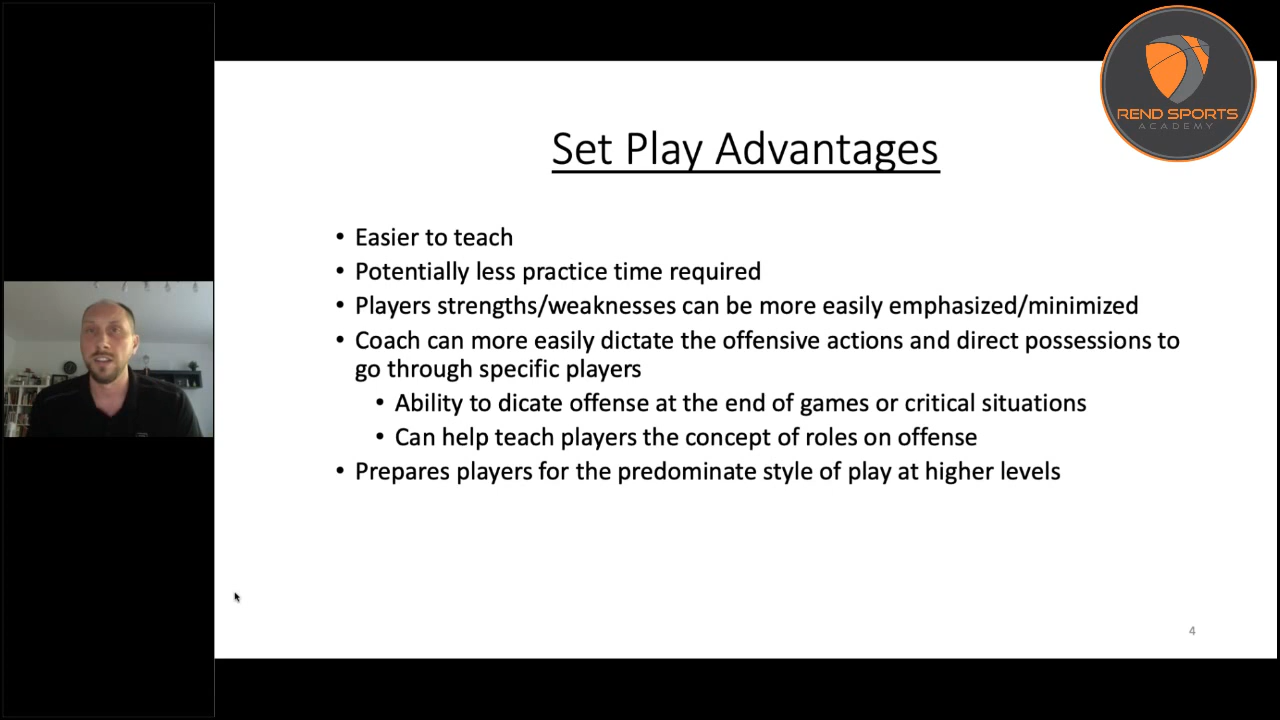 REND SPORTS
ACADEMY
Set Play Advantages
• Easier to teach
• Potentially less practice time required
• Players strengths/weaknesses can be more easily emphasized/minimized
• Coach can more easily dictate the offensive actions and direct possessions to
go through specific players
• Ability to dicate offense at the end of games or critical situations
• Can help teach players the concept of roles on offense
• Prepares players for the predominate style of play at higher levels
4